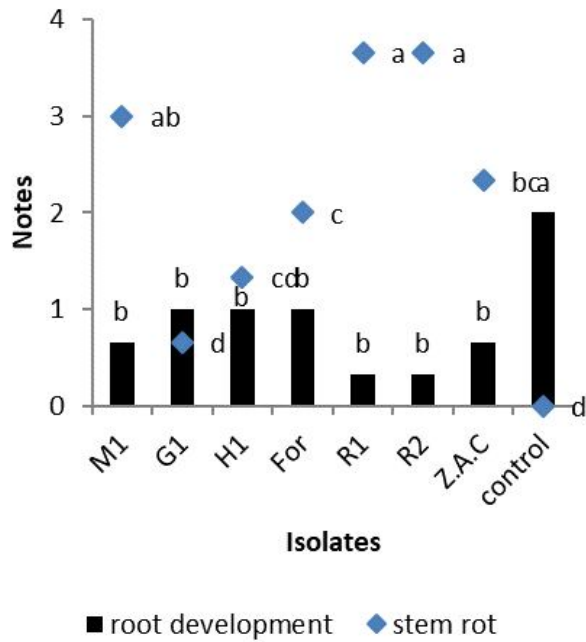 4
a a
3 ab
bca
2 c
b cdb
b
1 b d b
b b
0 d
M1 G1 H1 For R1 R2 Z.A.C control
Notes
Isolates
root development stem rot